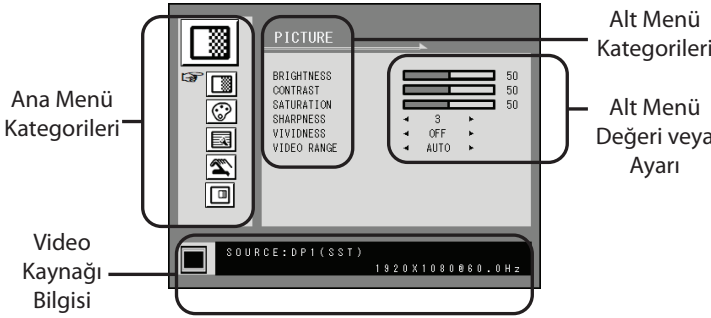 Ana Menü
Kategorileri
PICTURE
BRIGHTNESS 50
CONTRAST 50
SATURATION 50
SHARPNESS 3
VIVIDNESS OFF
VIDEO RANGE AUTO
Alt Menü
Kategorileri
Alt Menü
Değeri veya
Ayarı
Video
Kaynağı
Bilgisi
SOURCE:DP1(SST)
1920X1080@60.0Hz